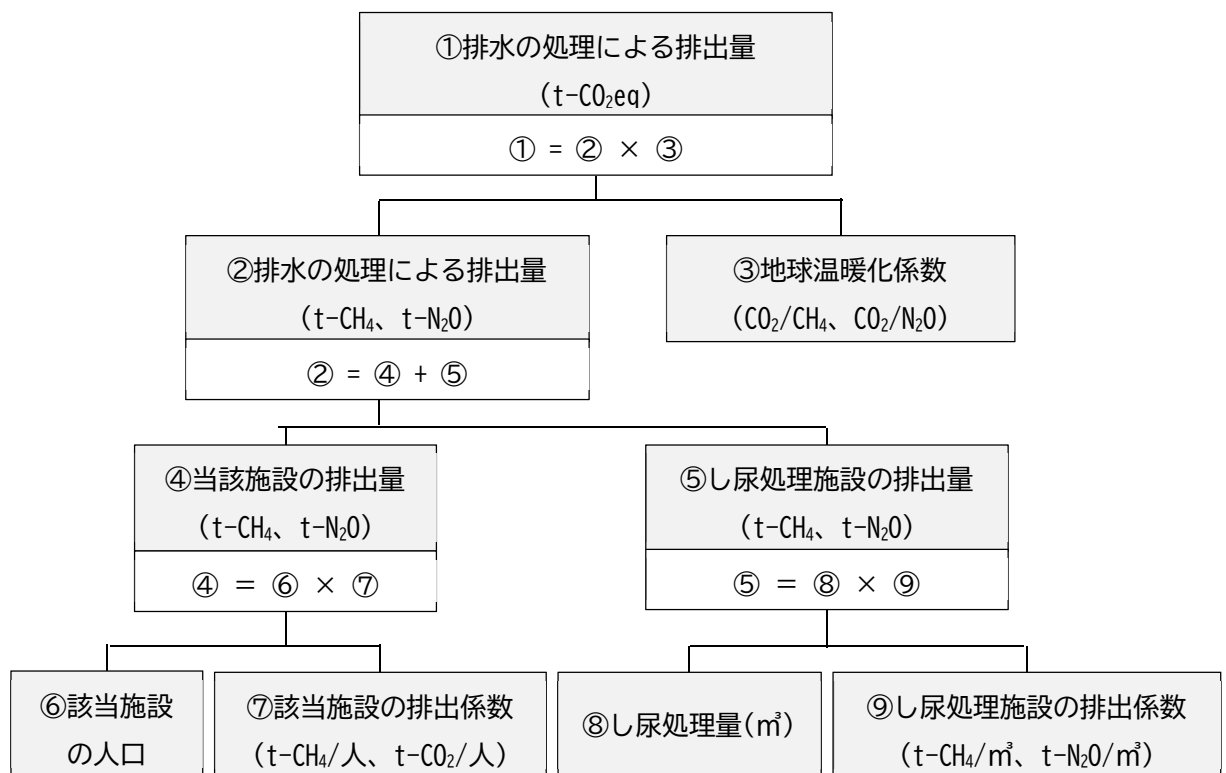 ①排水の処理による排出量
(t-CO₂eq)
① = ② × ③
②排水の処理による排出量
(t-CH₄、t-N₂O)
② = ④ + ⑤
③地球温暖化係数
(CO₂/CH₄、CO₂/N₂O)
④当該施設の排出量
(t-CH₄、t-N₂O)
④ = ⑥ × ⑦
⑤し尿処理施設の排出量
(t-CH₄、t-N₂O)
⑤ = ⑧ × ⑨
⑥該当施設
の人口
⑦該当施設の排出係数
(t-CH₄/人、t-CO₂/人)
⑧し尿処理量(㎥)
⑨し尿処理施設の排出係数
(t-CH₄/㎥、t-N₂O/㎥)